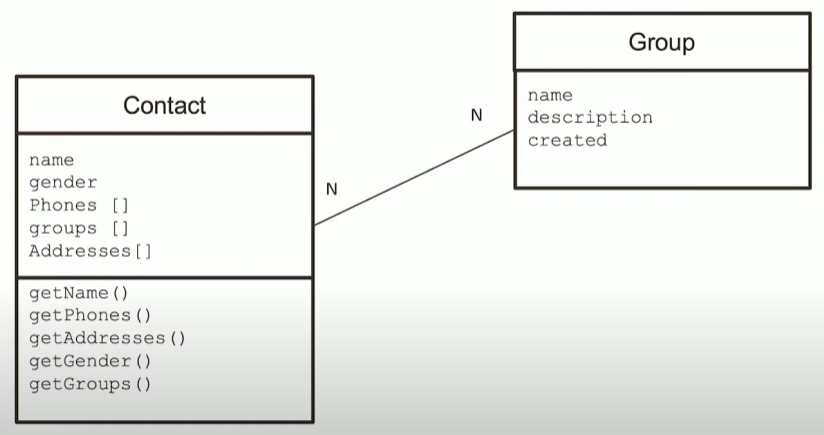 Group
name
description
created
N
Contact
name
gender
Phones []
groups []
Addresses[]
getName()
getPhones()
getAddresses()
getGender()
getGroups()
N